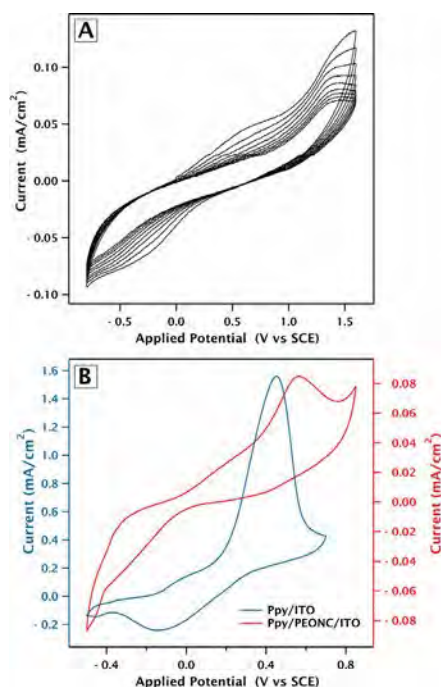 A
Current (mA/cm²)
0.10
0.05
0.00
- 0.05
- 0.10
- 0.5 0.0 0.5 1.0 1.5
Applied Potential (V vs SCE)
B
Current (mA/cm²)
1.6
1.4
1.2
1.0
0.8
0.6
0.4
0.2
0.0
- 0.2
0.08
0.06
0.04
0.02
0.00
- 0.02
- 0.04
- 0.06
- 0.08
Current (mA/cm²)
Ppy/ITO
Ppy/PEONC/ITO
- 0.4 0.0 0.4 0.8
Applied Potential (V vs SCE)